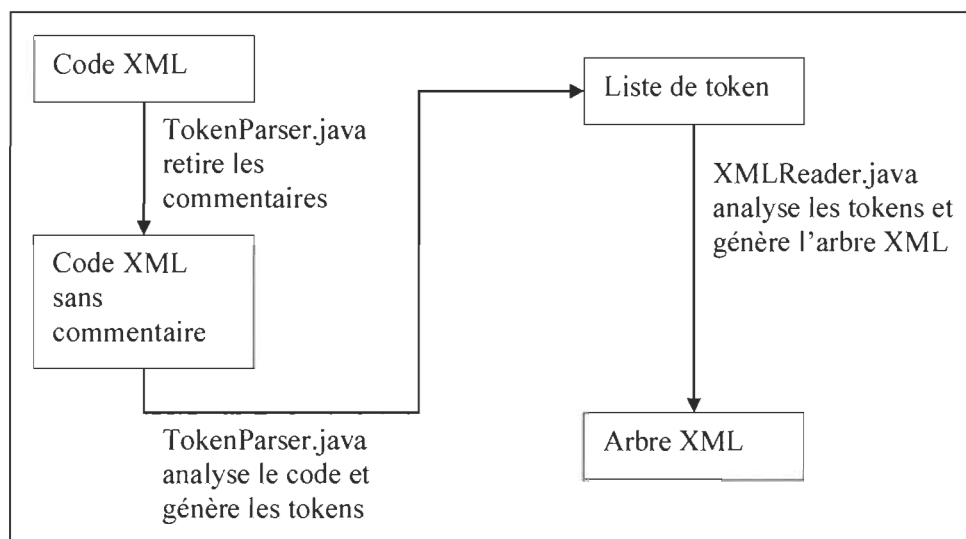 Code XML
TokenParser.java
retire les
commentaires
Code XML
sans
commentaire
TokenParser.java
analyse le code et
génère les tokens
Liste de token
XMLReader.java
analyse les tokens et
génère l'arbre XML
Arbre XML